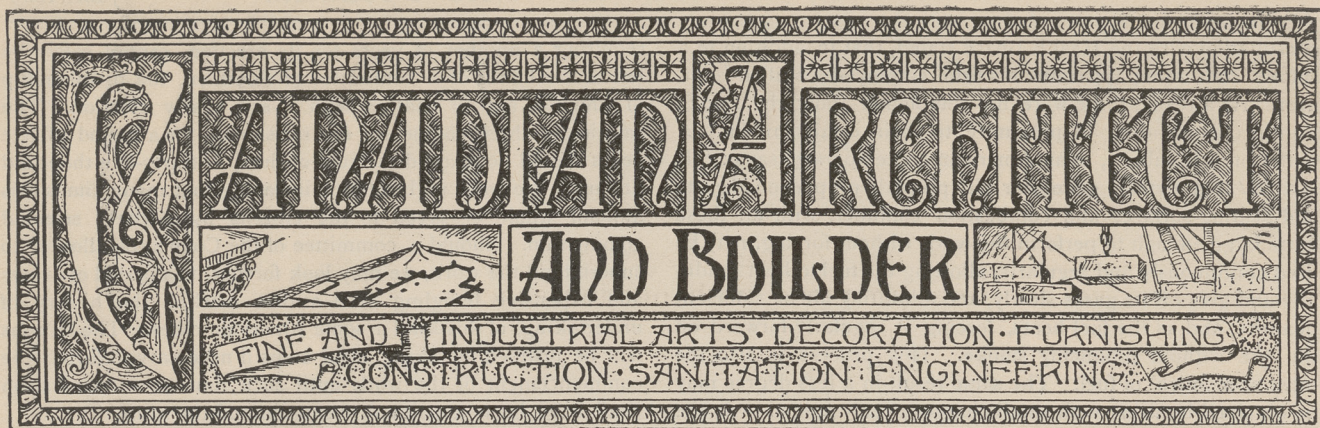 CANADIAN ARCHITECT
AND BUILDER
FINE AND INDUSTRIAL ARTS · DECORATION · FURNISHING
CONSTRUCTION · SANITATION · ENGINEERING ·